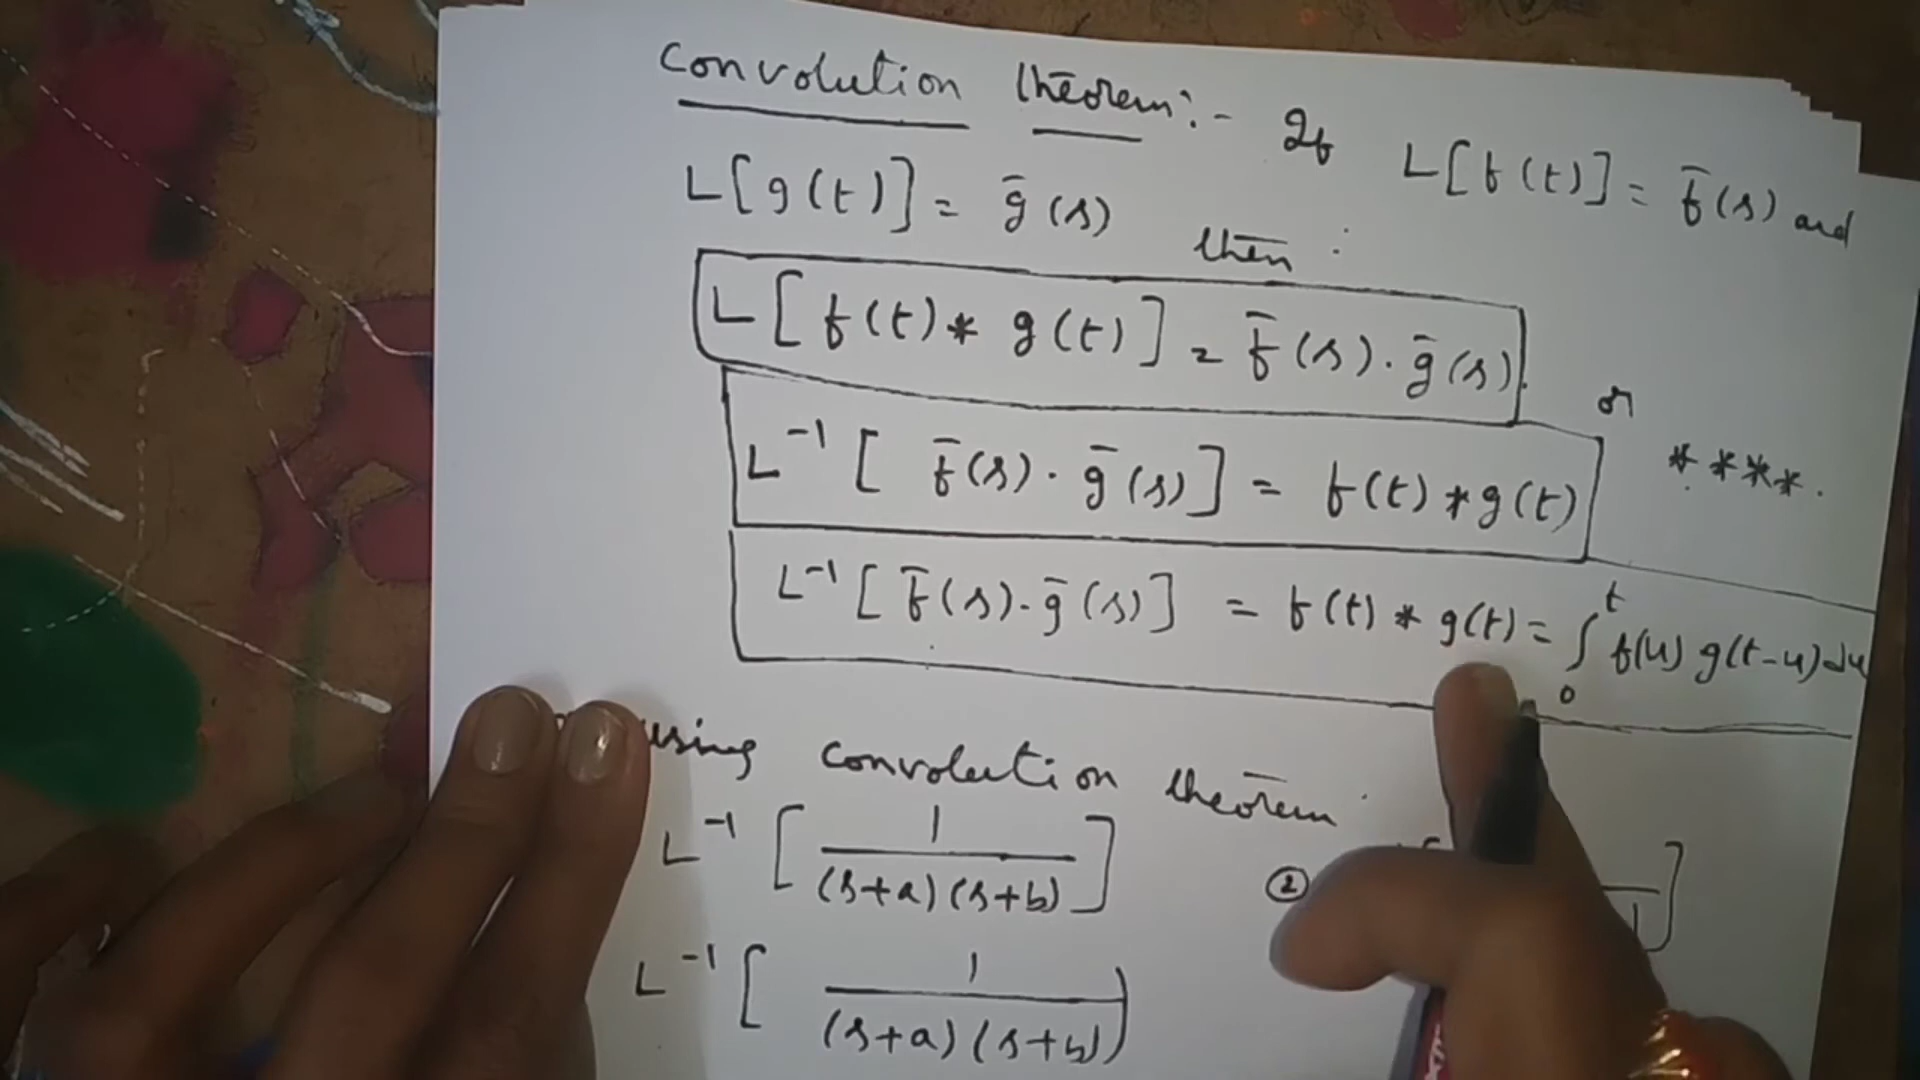 Convolution theorem:- If L[f(t)] = f̄(s) and
L[g(t)] = ḡ(s) then :
L[f(t) * g(t)] = f̄(s) . ḡ(s). or
L⁻¹[f̄(s) . ḡ(s)] = f(t) * g(t) ****.
L⁻¹[f̄(s) . ḡ(s)] = f(t) * g(t) = ∫₀ᵗ f(u) g(t-u) du
using convolution theorem
L⁻¹[1/((s+a)(s+b))] ②
L⁻¹[1/((s+a)(s+b))]